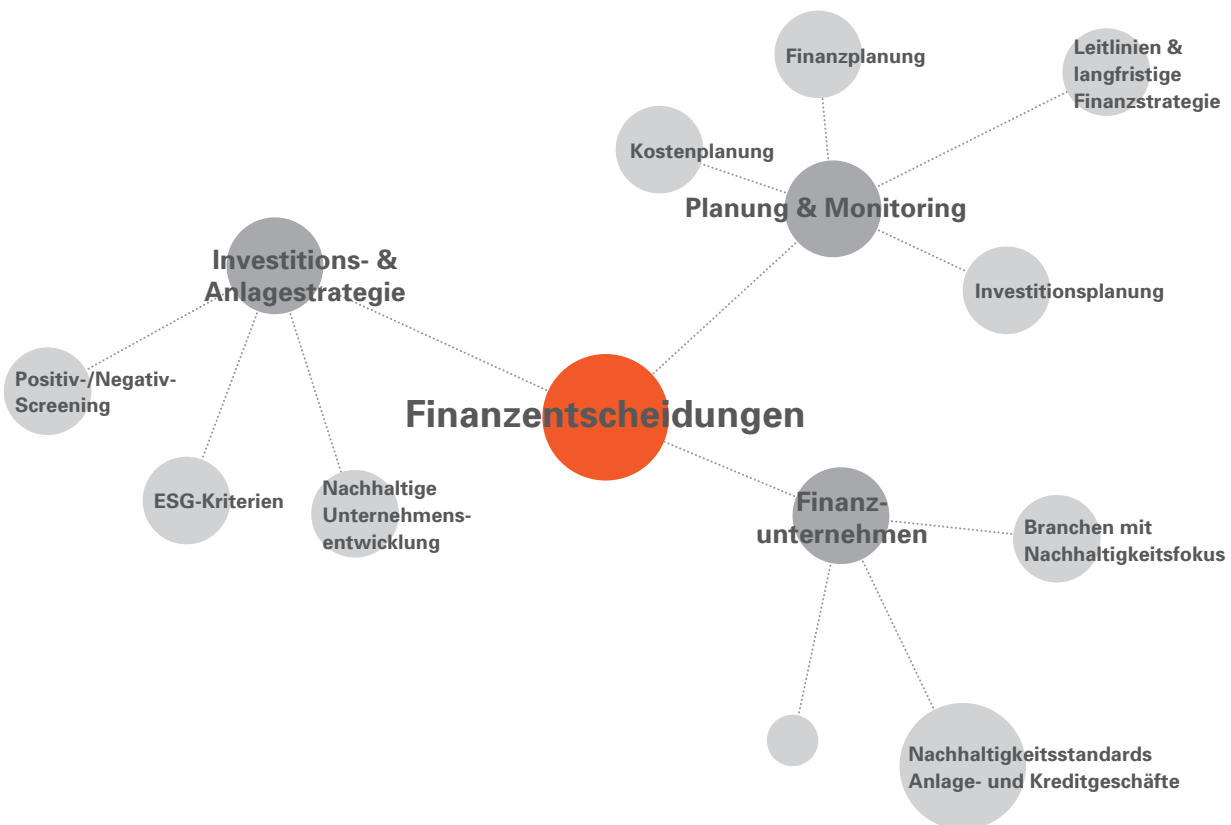 Finanzplanung
Leitlinien &
langfristige
Finanzstrategie
Kostenplanung
Planung & Monitoring
Investitions- &
Anlagestrategie
Investitionsplanung
Positiv-/Negativ-
Screening
Finanzentscheidungen
ESG-Kriterien
Nachhaltige
Unternehmens-
entwicklung
Finanz-
unternehmen
Branchen mit
Nachhaltigkeitsfokus
Nachhaltigkeitsstandards
Anlage- und Kreditgeschäfte